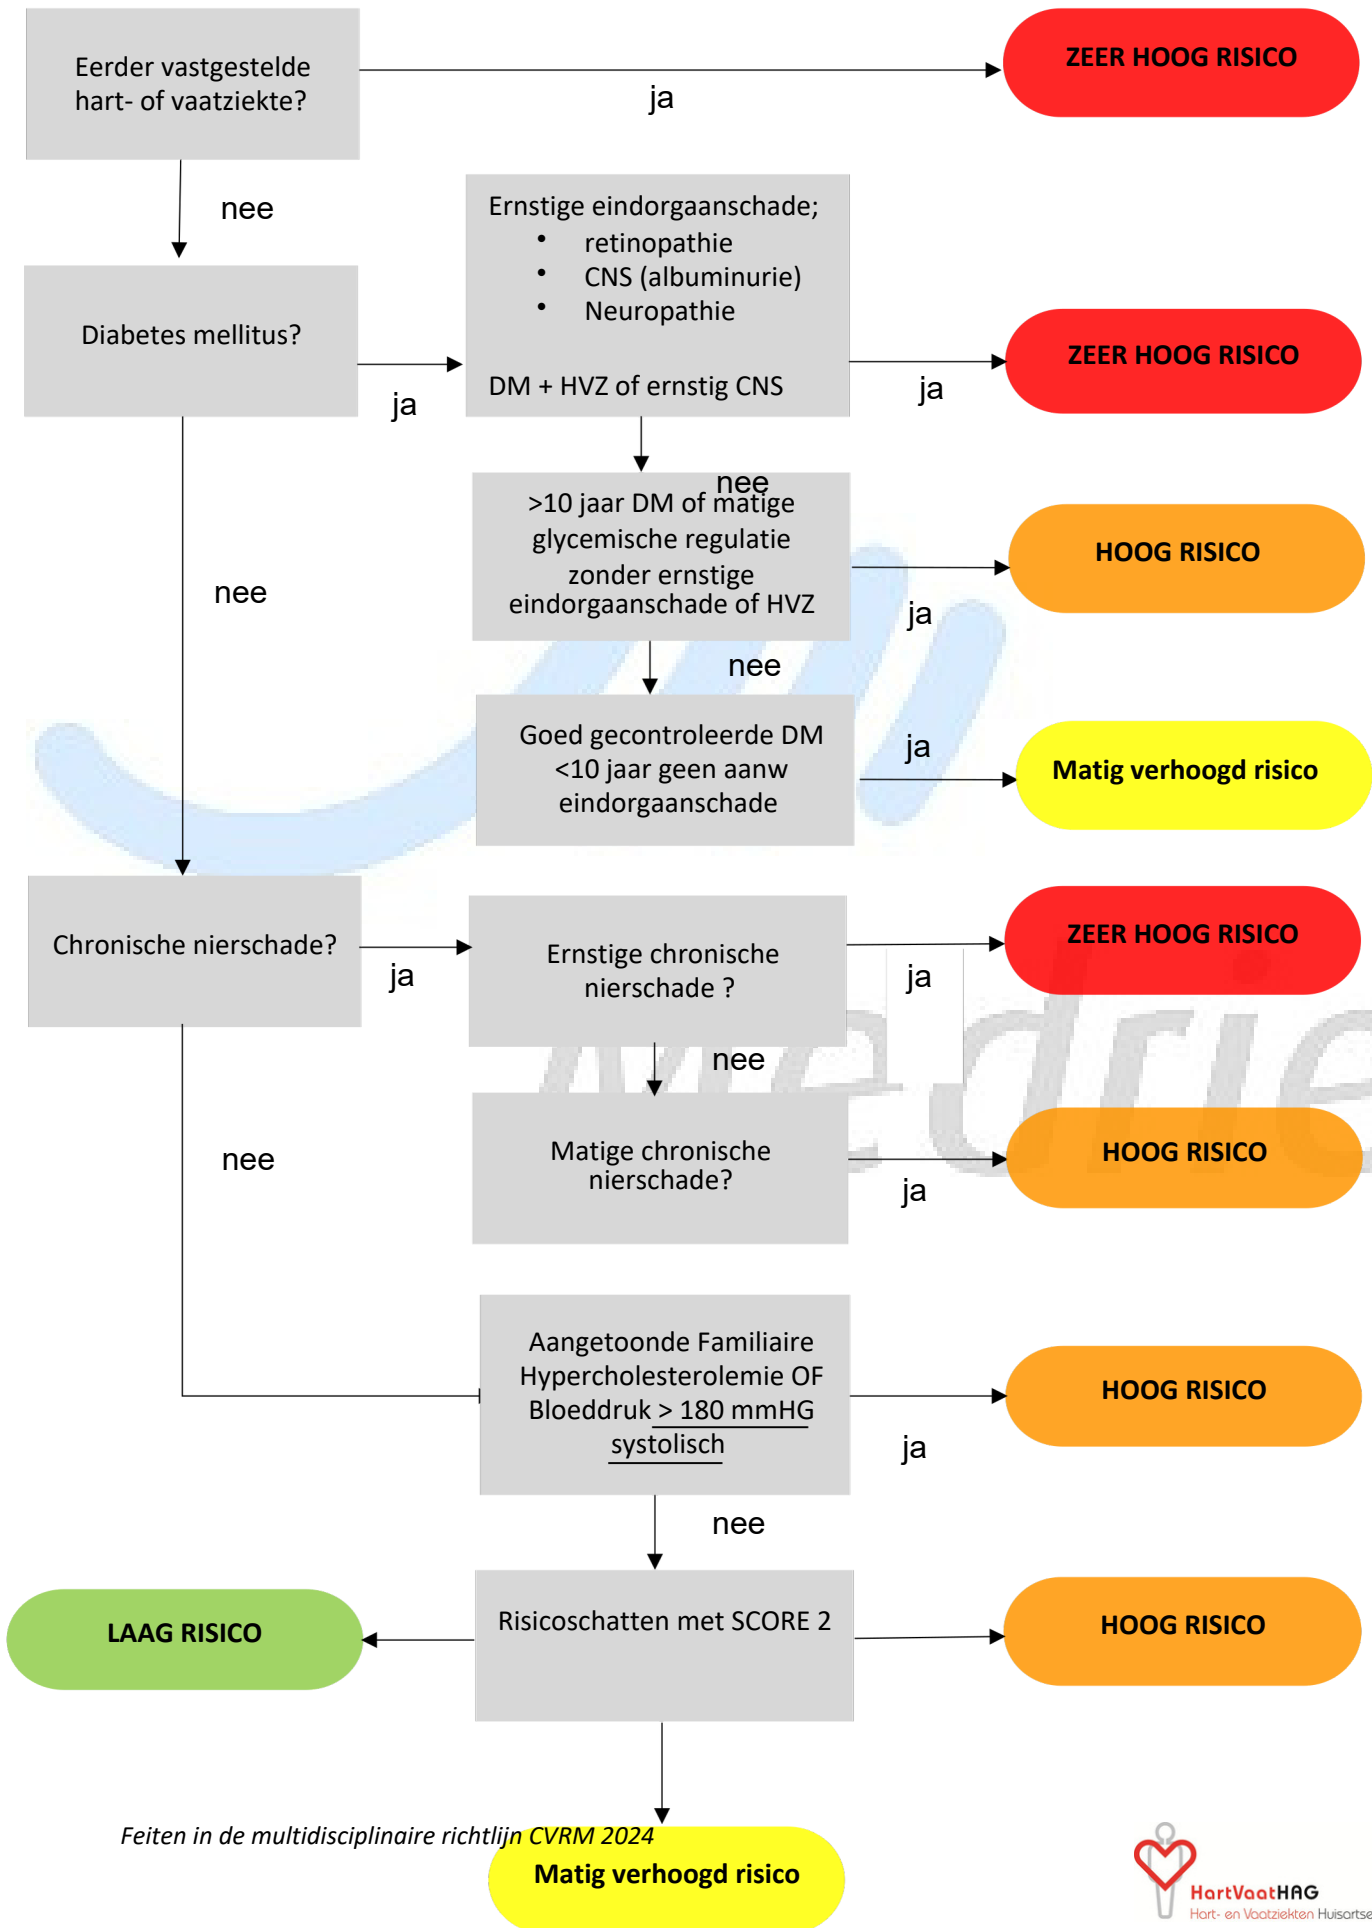 Eerder vastgestelde
hart- of vaatziekte?
ja
ZEER HOOG RISICO
nee
Ernstige eindorgaanschade;
• retinopathie
• CNS (albuminurie)
• Neuropathie
DM + HVZ of ernstig CNS
Diabetes mellitus?
ja
ja
ZEER HOOG RISICO
nee
>10 jaar DM of matige
glycemische regulatie
zonder ernstige
eindorgaanschade of HVZ
ja
HOOG RISICO
nee
nee
Goed gecontroleerde DM
<10 jaar geen aanw
eindorgaanschade
ja
Matig verhoogd risico
Chronische nierschade?
ja
Ernstige chronische
nierschade ?
ja
ZEER HOOG RISICO
nee
Matige chronische
nierschade?
ja
HOOG RISICO
nee
Aangetoonde Familiaire
Hypercholesterolemie OF
Bloeddruk > 180 mmHG
systolisch
ja
HOOG RISICO
nee
Risicoschatten met SCORE 2
LAAG RISICO
HOOG RISICO
Feiten in de multidisciplinaire richtlijn CVRM 2024
Matig verhoogd risico
HartVaatHAG
Hart- en Vaatziekten Huisartse
Medrie